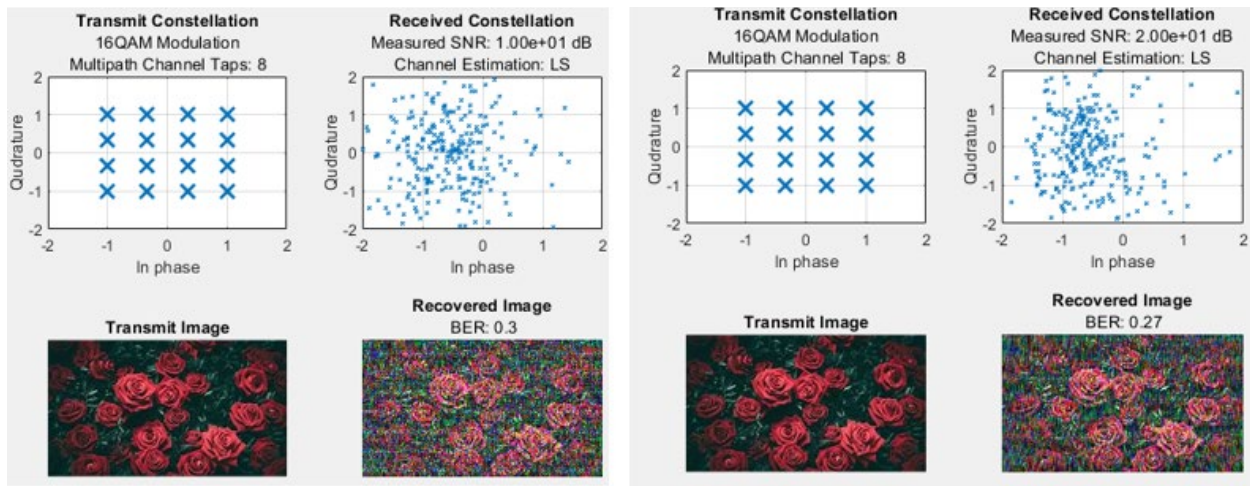 Transmit Constellation
16QAM Modulation
Multipath Channel Taps: 8
2
1
0
-1
-2
Qudrature
-2
-1
0
1
2
In phase
Received Constellation
Measured SNR: 1.00e+01 dB
Channel Estimation: LS
2
1
0
-1
-2
Qudrature
-2
-1
0
1
2
In phase
Transmit Image
Recovered Image
BER: 0.3
Transmit Constellation
16QAM Modulation
Multipath Channel Taps: 8
2
1
0
-1
-2
Qudrature
-2
-1
0
1
2
In phase
Received Constellation
Measured SNR: 2.00e+01 dB
Channel Estimation: LS
2
1
0
-1
-2
Qudrature
-2
-1
0
1
2
In phase
Transmit Image
Recovered Image
BER: 0.27